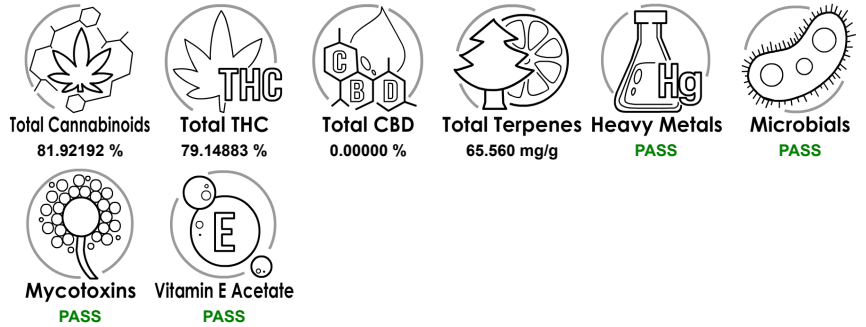 THC
C
B
D
Hg
Total Cannabinoids Total THC Total CBD Total Terpenes Heavy Metals Microbials
81.92192 % 79.14883 % 0.00000 % 65.560 mg/g PASS PASS
E
Mycotoxins Vitamin E Acetate
PASS PASS